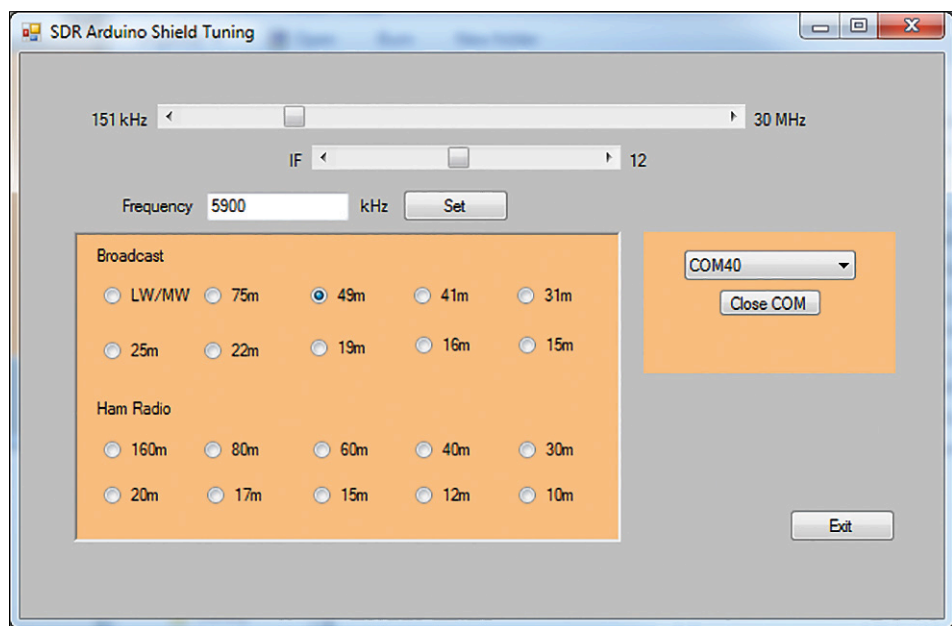 SDR Arduino Shield Tuning
151 kHz 30 MHz
IF 12
Frequency 5900 kHz Set
Broadcast
LW/MW 75m 49m 41m 31m
25m 22m 19m 16m 15m
Ham Radio
160m 80m 60m 40m 30m
20m 17m 15m 12m 10m
COM40
Close COM
Exit